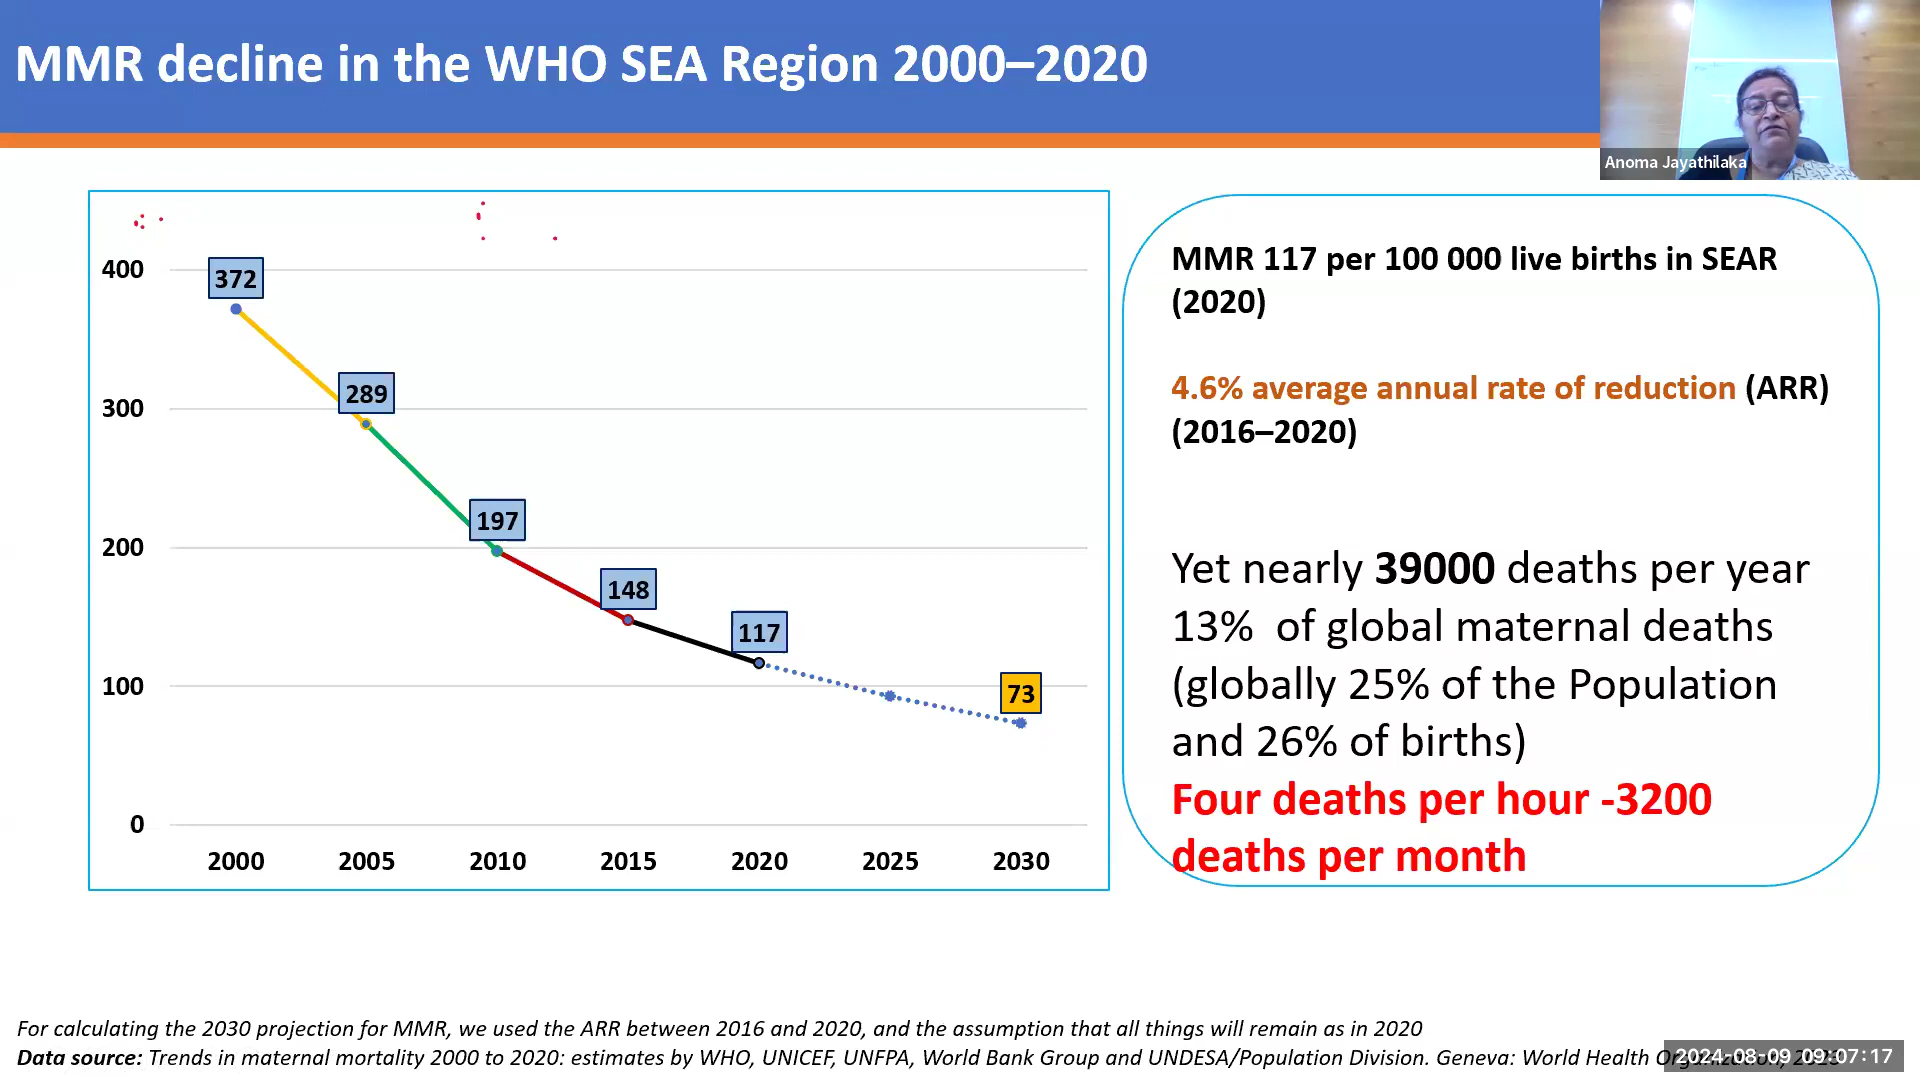 MMR decline in the WHO SEA Region 2000–2020
Anoma Jayathilaka
400
300
200
100
0
372
289
197
148
117
73
2000 2005 2010 2015 2020 2025 2030
MMR 117 per 100 000 live births in SEAR
(2020)
4.6% average annual rate of reduction (ARR)
(2016–2020)
Yet nearly 39000 deaths per year
13% of global maternal deaths
(globally 25% of the Population
and 26% of births)
Four deaths per hour -3200
deaths per month
For calculating the 2030 projection for MMR, we used the ARR between 2016 and 2020, and the assumption that all things will remain as in 2020
Data source: Trends in maternal mortality 2000 to 2020: estimates by WHO, UNICEF, UNFPA, World Bank Group and UNDESA/Population Division. Geneva: World Health
2024-08-09 09:07:17